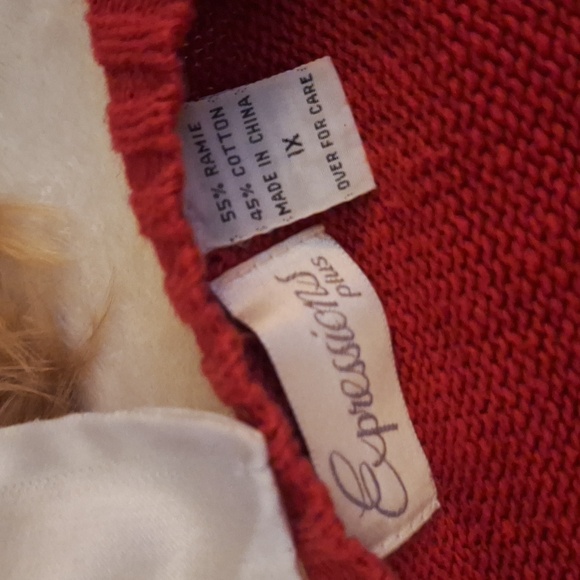 55% RAMIE
45% COTTON
MADE IN CHINA
1X
OVER FOR CARE
Expressions
plus